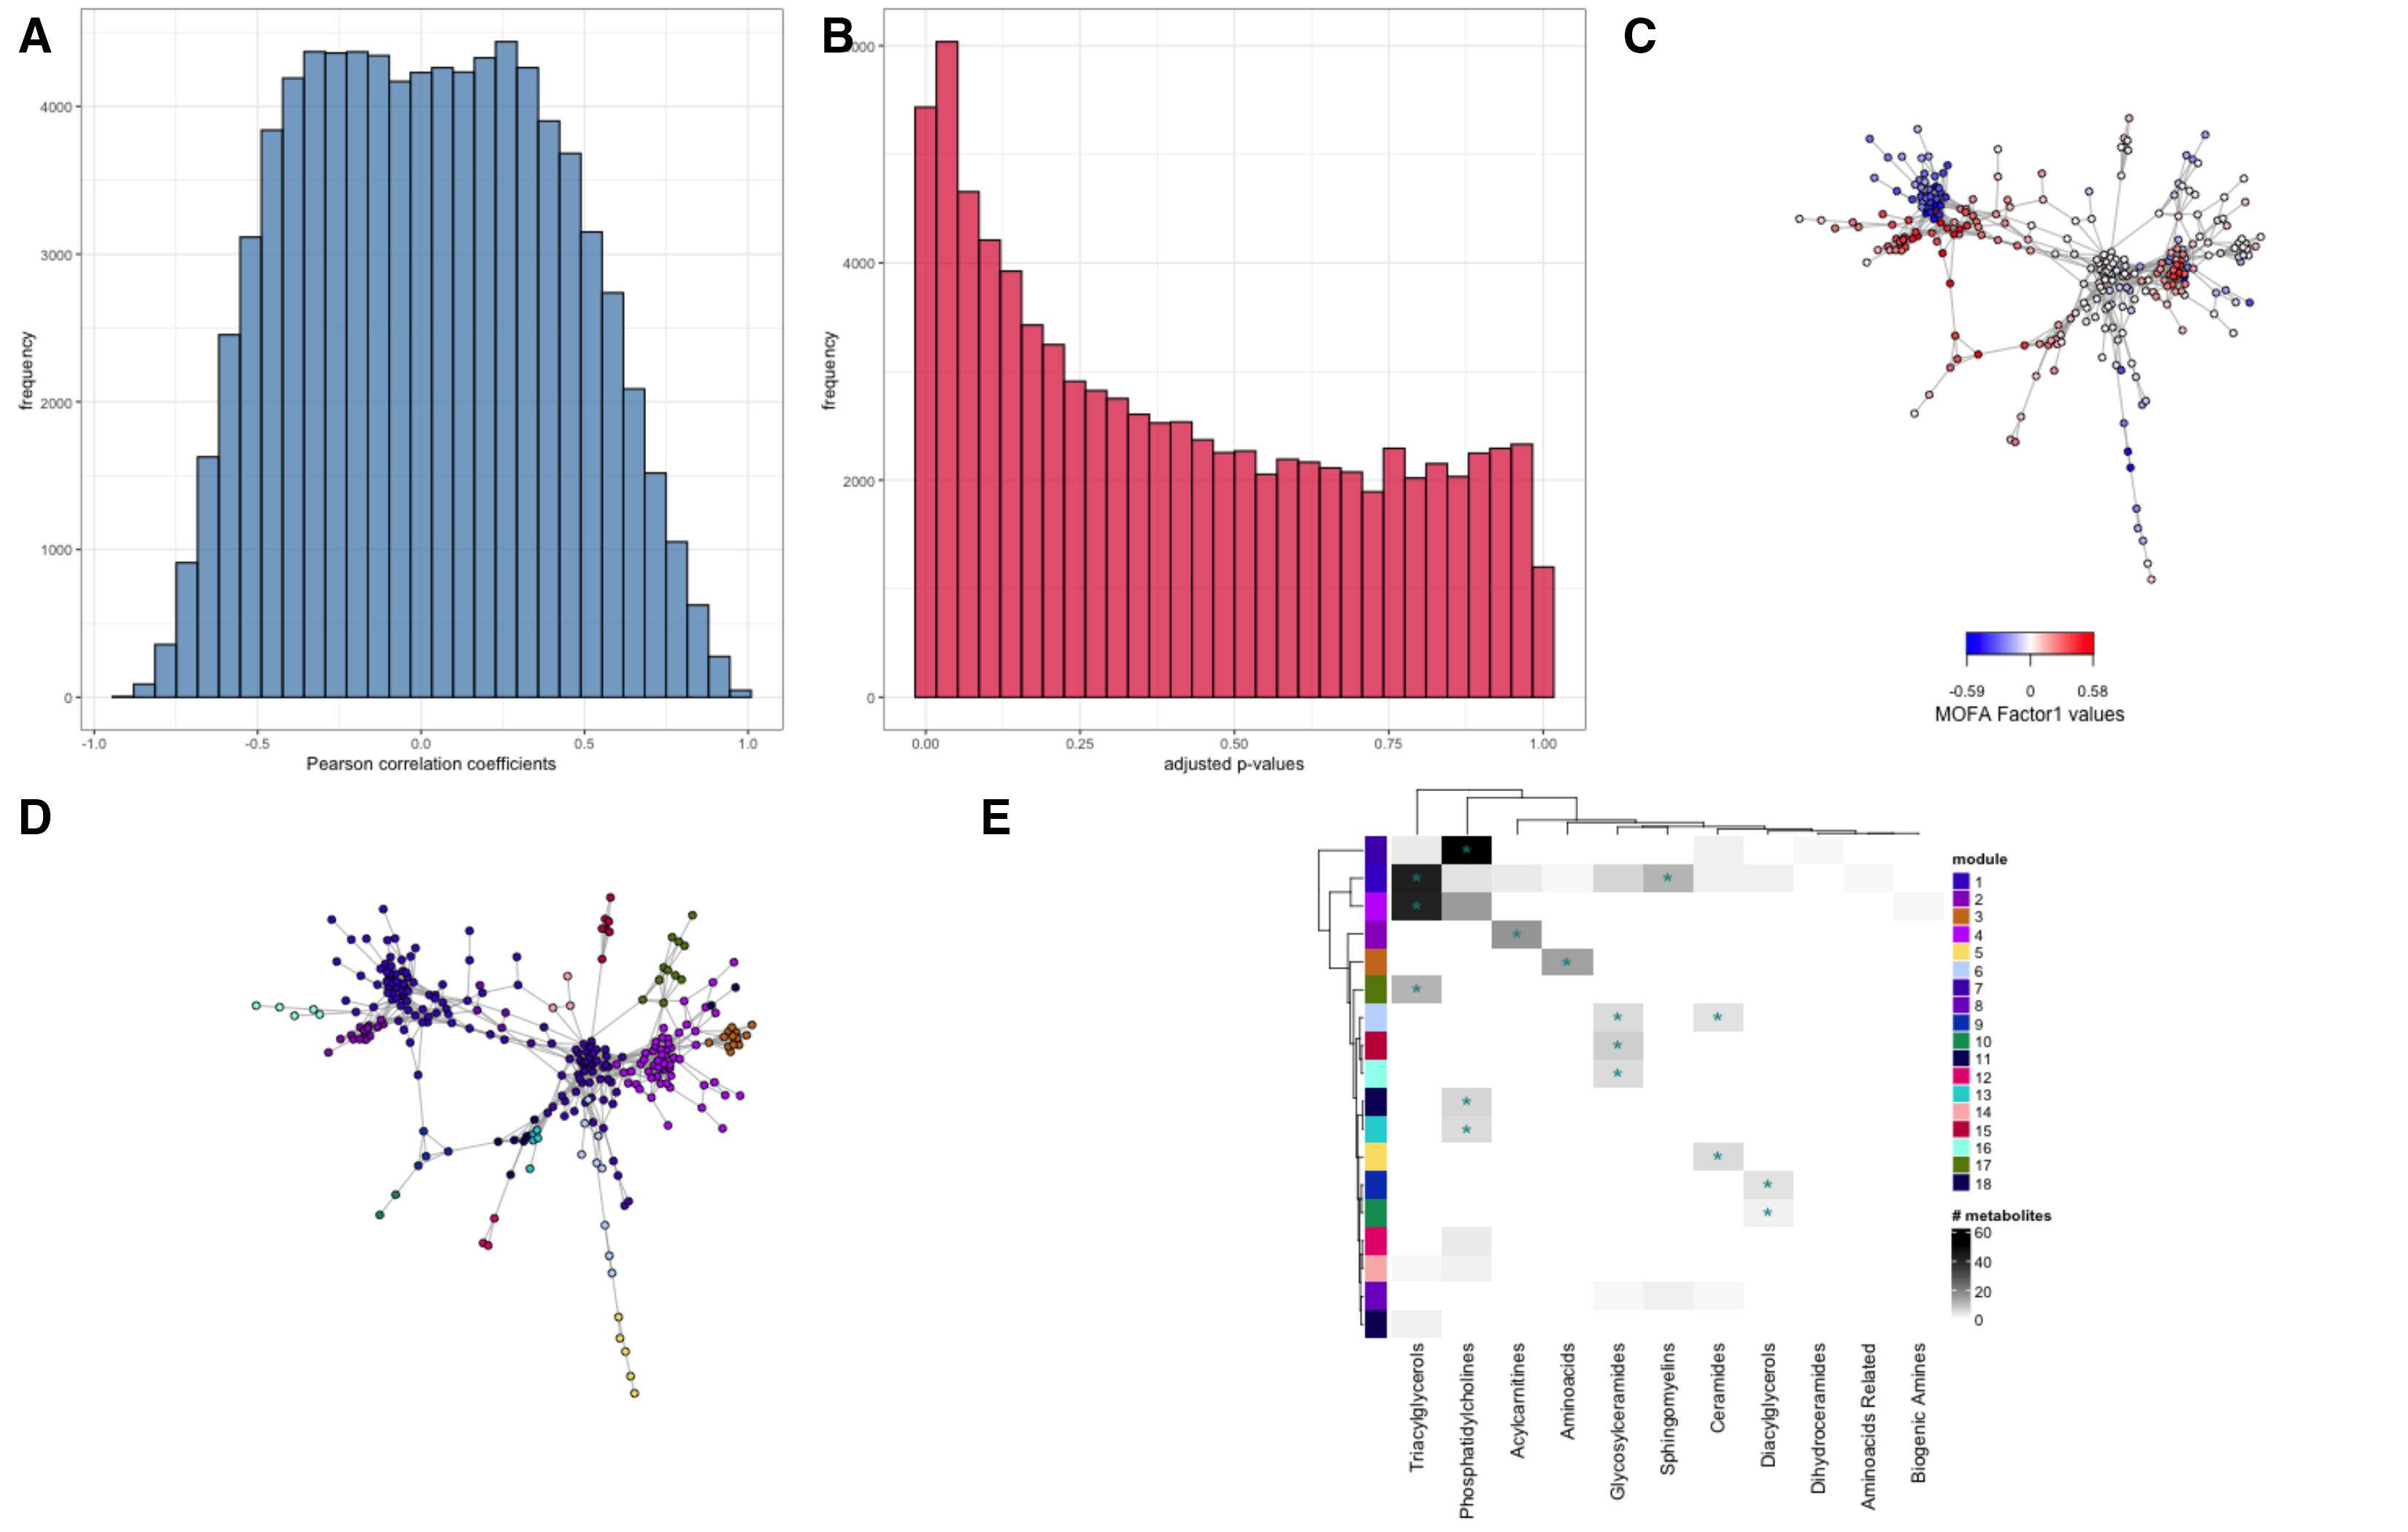 A
4000
3000
2000
1000
0
frequency
-1.0 -0.5 0.0 0.5 1.0
Pearson correlation coefficients
B
4000
2000
0
frequency
0.00 0.25 0.50 0.75 1.00
adjusted p-values
C
-0.59 0 0.58
MOFA Factor1 values
D
E
* 
* *
*
*
*
*
* *
*
*
*
*
*
*
*
Triacylglycerols
Phosphatidylcholines
Acylcarnitines
Aminoacids
Glycosylceramides
Sphingomyelins
Ceramides
Diacylglycerols
Dihydroceramides
Aminoacids Related
Biogenic Amines
module
1
2
3
4
5
6
7
8
9
10
11
12
13
14
15
16
17
18
# metabolites
60
40
20
0